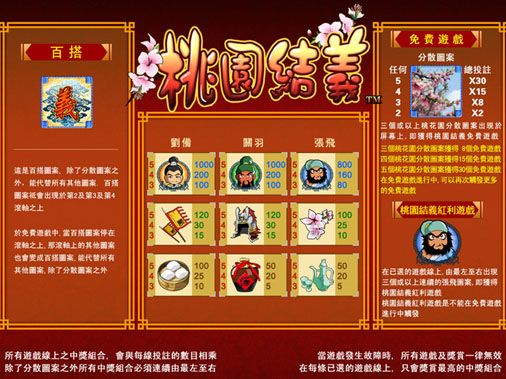 桃園結義
TM
百搭
義
這是百搭圖案, 除了分散圖案之
外, 能代替所有其他圖案. 百搭
圖案祗會出現於第2及第3及第4
滾軸之上
於免費遊戲中, 當百搭圖案停在
滾軸之上, 那滾軸上的其他圖案
也會變成百搭圖案, 能代替所有
其他圖案, 除了分散圖案之外
劉備
關羽
張飛
5 1000
4 200
3 100
5 1000
4 200
3 100
5 800
4 160
3 80
5 120
4 30
3 15
5 120
4 30
3 15
5 100
4 25
3 10
5 100
4 25
3 10
5 50
4 20
3 5
5 50
4 20
3 5
免費遊戲
分散圖案
任何 總投註
5 X30
4 X15
3 X8
2 X2
三個或以上桃花園分散圖案出現於
屏幕上, 即獲得桃園結義免費遊戲
三個桃花園分散圖案獲得 8個免費遊戲
四個桃花園分散圖案獲得15個免費遊戲
五個桃花園分散圖案獲得30個免費遊戲
在免費遊戲進行中, 可以再次觸發更多
的免費遊戲
桃園結義紅利遊戲
在已選的遊戲線上, 由最左至右出現
三個或以上連續的張飛圖案, 即獲得
桃園結義紅利遊戲
桃園結義紅利遊戲是不能在免費遊戲
進行中觸發
所有遊戲線上之中獎組合, 會與每線投註的數目相乘
除了分散圖案之外所有中獎組合必須連續由最左至右
當遊戲發生故障時, 所有遊戲及獎賞一律無效
在每條已選的遊戲線上, 只會獎賞最高的中獎組合